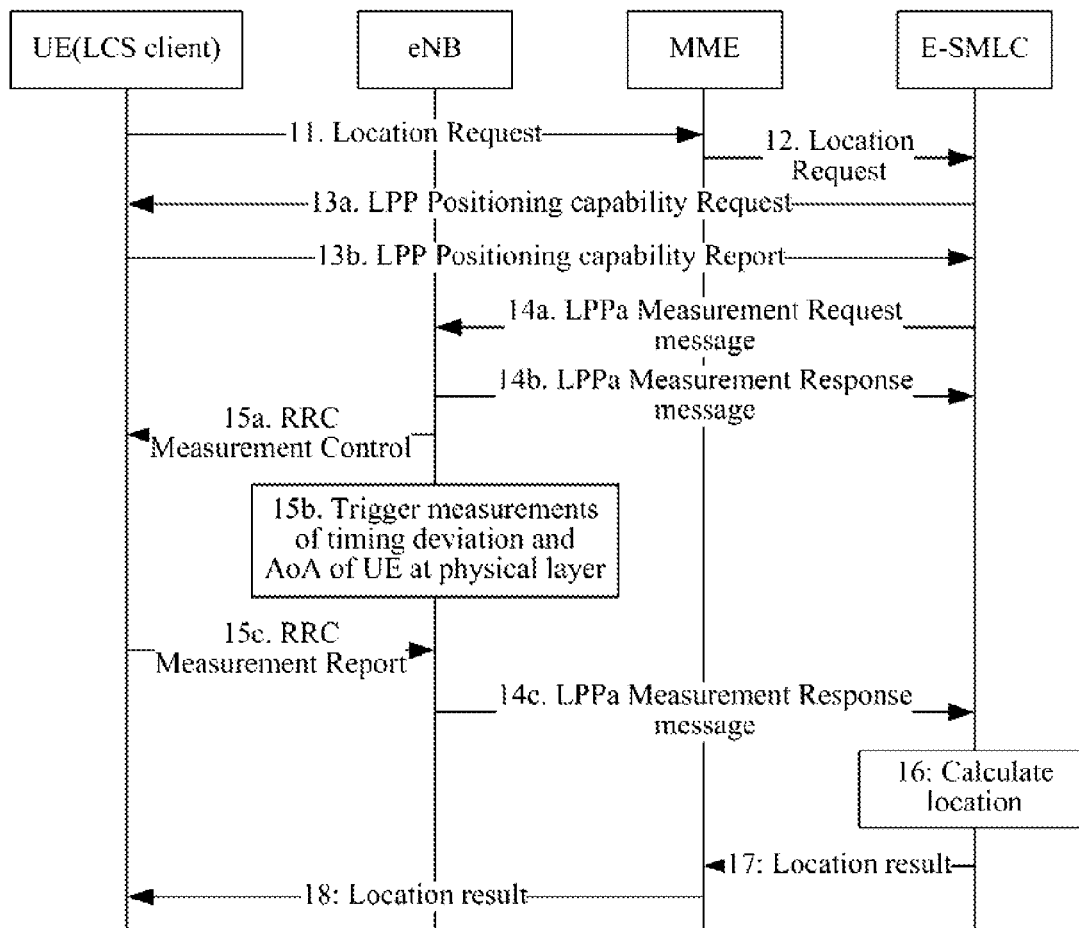 UE(LCS client)
eNB
MME
E-SMLC
11. Location Request
12. Location
Request
13a. LPP Positioning capability Request
13b. LPP Positioning capability Report
14a. LPPa Measurement Request
message
14b. LPPa Measurement Response
message
15a. RRC
Measurement Control
15b. Trigger measurements
of timing deviation and
AoA of UE at physical layer
15c. RRC
Measurement Report
14c. LPPa Measurement Response
message
16: Calculate
location
17: Location result
18: Location result